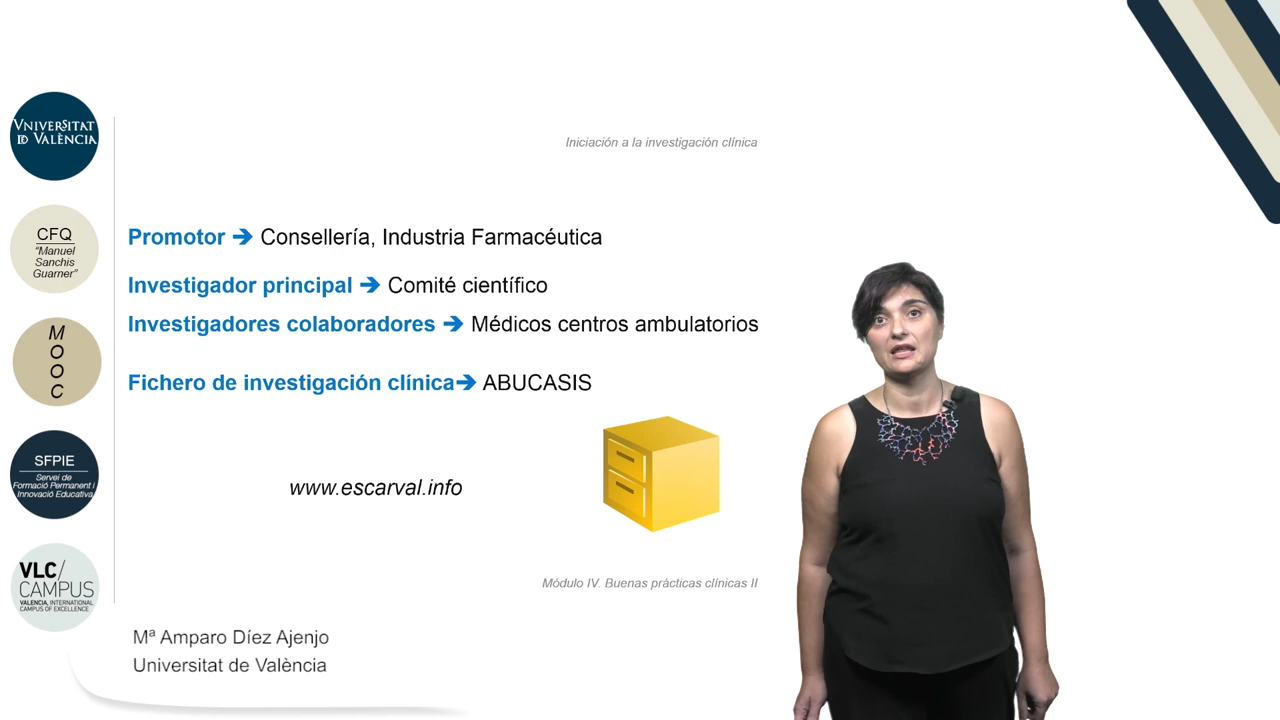 VNIVERSITAT
DE VALÈNCIA
CFQ
“Manuel
Sanchis
Guarner”
M
O
O
C
SFPIE
Servei de
Formació Permanent i
Innovació Educativa
VLC/
CAMPUS
VALENCIA, INTERNATIONAL
CAMPUS OF EXCELLENCE
Iniciación a la investigación clínica
Promotor ➔ Consellería, Industria Farmacéutica
Investigador principal ➔ Comité científico
Investigadores colaboradores ➔ Médicos centros ambulatorios
Fichero de investigación clínica➔ ABUCASIS
www.escarval.info
Módulo IV. Buenas prácticas clínicas II
Mª Amparo Díez Ajenjo
Universitat de València